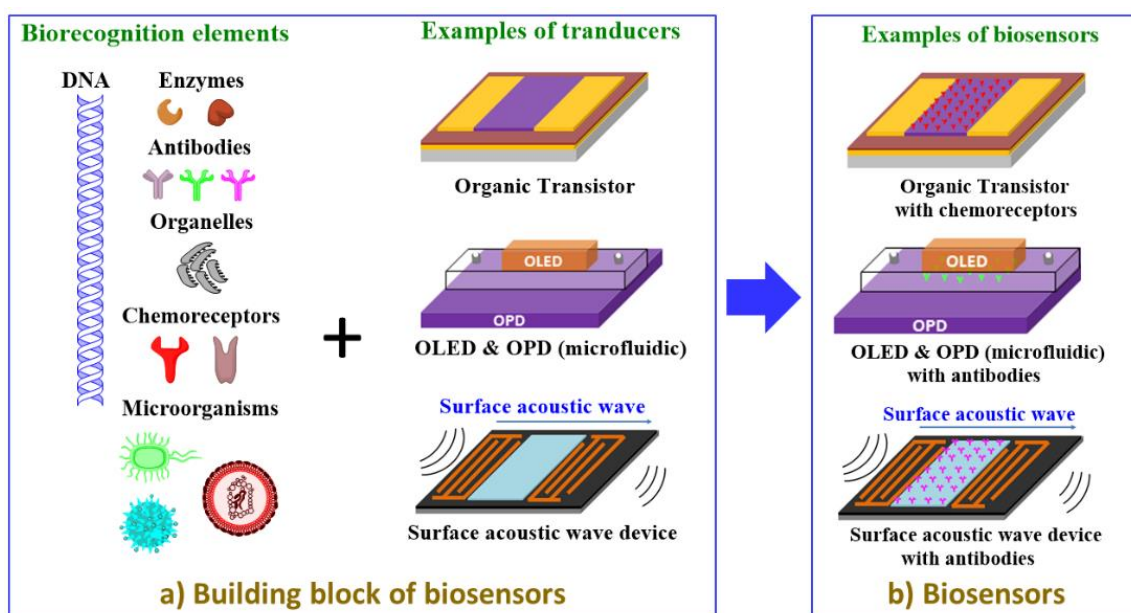 Biorecognition elements
DNA
Enzymes
Antibodies
Organelles
Chemoreceptors
Microorganisms
+
Examples of tranducers
Organic Transistor
OLED
OPD
OLED & OPD (microfluidic)
Surface acoustic wave
Surface acoustic wave device
a) Building block of biosensors
Examples of biosensors
Organic Transistor
with chemoreceptors
OLED
OPD
OLED & OPD (microfluidic)
with antibodies
Surface acoustic wave
Surface acoustic wave device
with antibodies
b) Biosensors